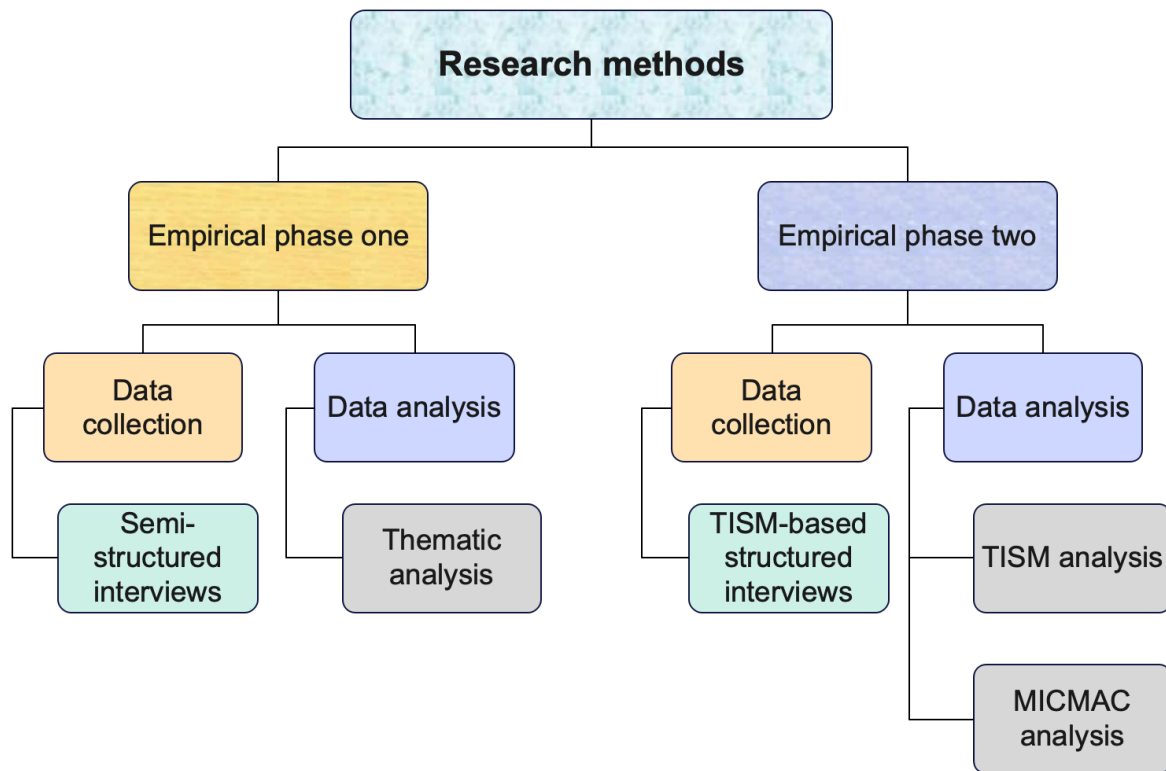 Research methods
Empirical phase one
Empirical phase two
Data
collection
Data analysis
Data
collection
Data analysis
Semi-
structured
interviews
Thematic
analysis
TISM-based
structured
interviews
TISM analysis
MICMAC
analysis